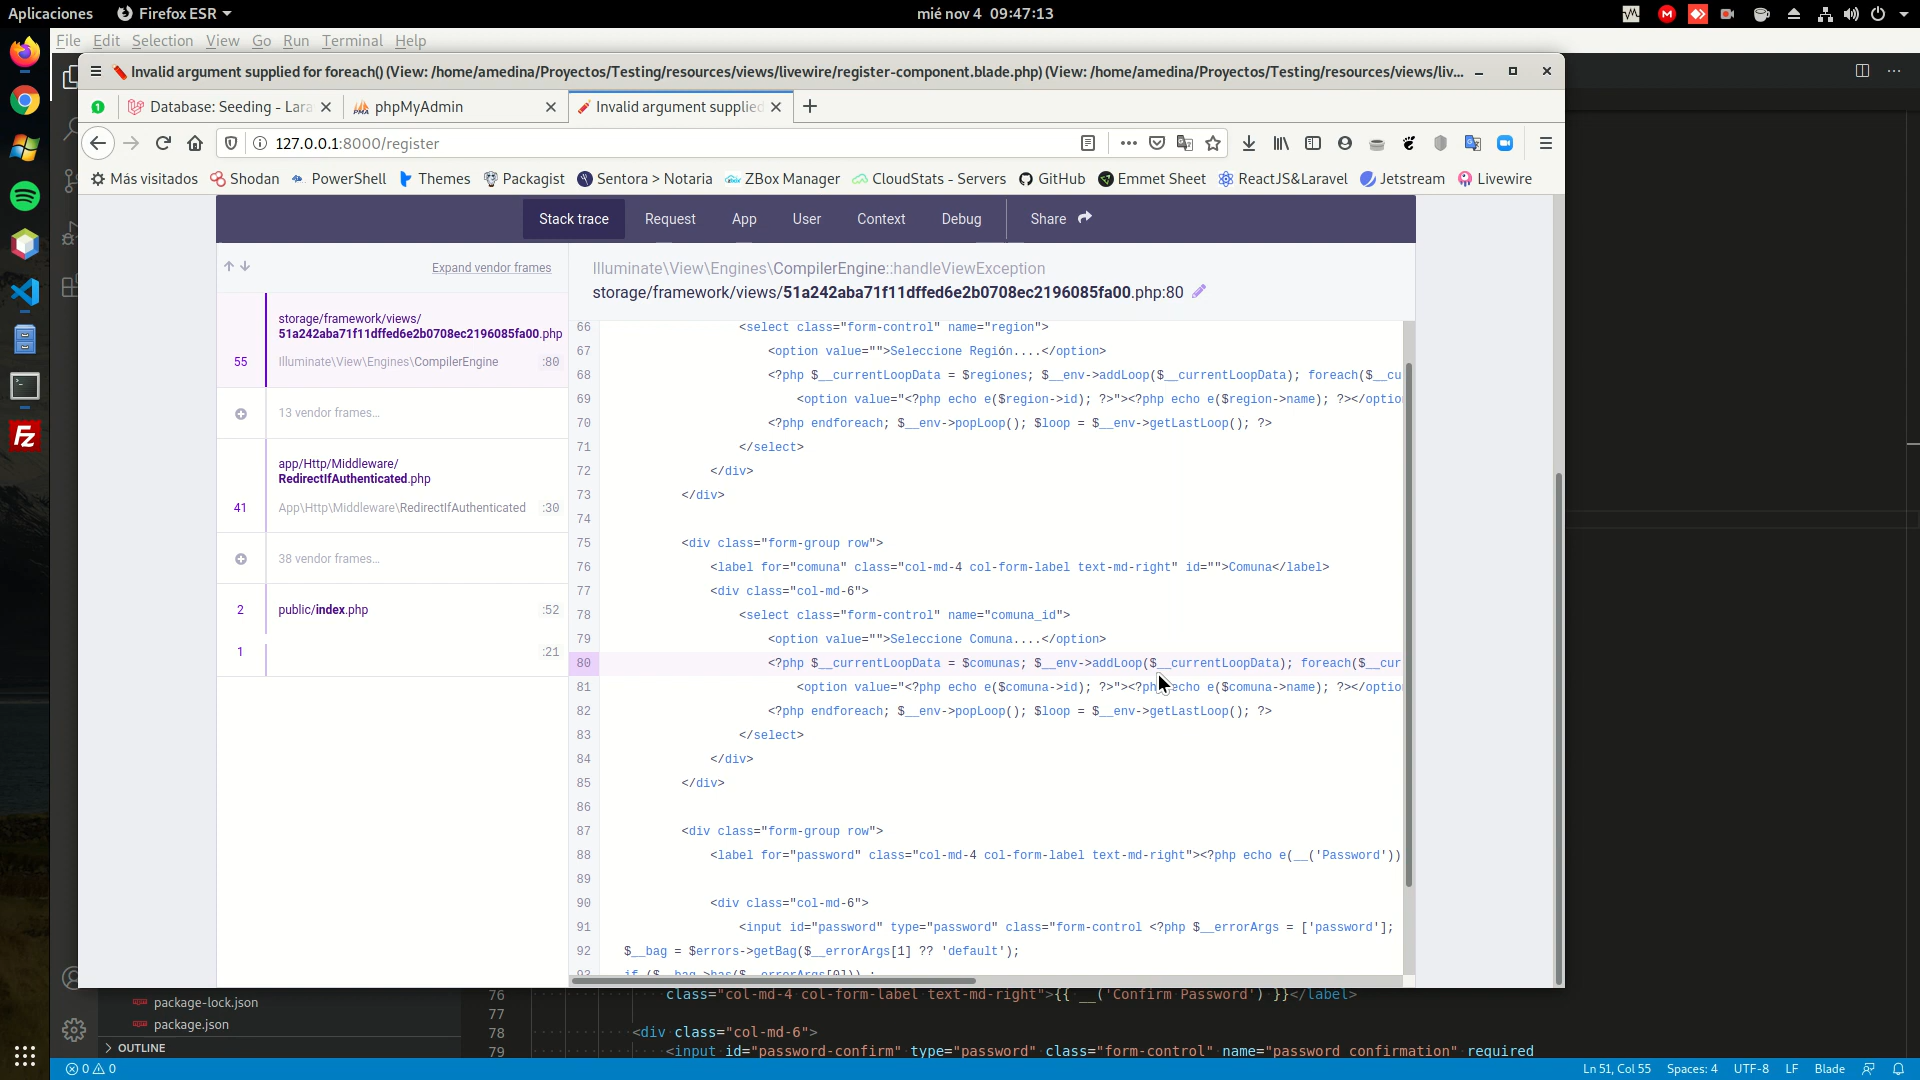 Aplicaciones
Firefox ESR
mié nov 4 09:47:13
File Edit Selection View Go Run Terminal Help
Invalid argument supplied for foreach() (View: /home/amedina/Proyectos/Testing/resources/views/livewire/register-component.blade.php) (View: /home/amedina/Proyectos/Testing/resources/views/liv...
Database: Seeding - Lara
phpMyAdmin
Invalid argument supplied
127.0.0.1:8000/register
Más visitados Shodan PowerShell Themes Packagist Sentora > Notaria ZBox Manager CloudStats - Servers GitHub Emmet Sheet ReactJS&Laravel Jetstream Livewire
Stack trace Request App User Context Debug Share
Expand vendor frames
storage/framework/views/
51a242aba71f11dffed6e2b0708ec2196085fa00.php
55 Illuminate\View\Engines\CompilerEngine :80
13 vendor frames...
app/Http/Middleware/
RedirectIfAuthenticated.php
41 App\Http\Middleware\RedirectIfAuthenticated :30
38 vendor frames...
2 public/index.php :52
1 :21
Illuminate\View\Engines\CompilerEngine::handleViewException
storage/framework/views/51a242aba71f11dffed6e2b0708ec2196085fa00.php:80
66 <select class="form-control" name="region">
67 <option value="">Seleccione Región....</option>
68 <?php $__currentLoopData = $regiones; $__env->addLoop($__currentLoopData); foreach($__cu
69 <option value="<?php echo e($region->id); ?>"><?php echo e($region->name); ?></optio
70 <?php endforeach; $__env->popLoop(); $loop = $__env->getLastLoop(); ?>
71 </select>
72 </div>
73 </div>
74
75 <div class="form-group row">
76 <label for="comuna" class="col-md-4 col-form-label text-md-right" id="">Comuna</label>
77 <div class="col-md-6">
78 <select class="form-control" name="comuna_id">
79 <option value="">Seleccione Comuna....</option>
80 <?php $__currentLoopData = $comunas; $__env->addLoop($__currentLoopData); foreach($__cur
81 <option value="<?php echo e($comuna->id); ?>"><?php echo e($comuna->name); ?></optio
82 <?php endforeach; $__env->popLoop(); $loop = $__env->getLastLoop(); ?>
83 </select>
84 </div>
85 </div>
86
87 <div class="form-group row">
88 <label for="password" class="col-md-4 col-form-label text-md-right"><?php echo e(__('Password'))
89
90 <div class="col-md-6">
91 <input id="password" type="password" class="form-control <?php $__errorArgs = ['password'];
92 $__bag = $errors->getBag($__errorArgs[1] ?? 'default');
93 if ($__bag->has($__errorArgs[0])) :
package-lock.json
package.json
OUTLINE
76 class="col-md-4 col-form-label text-md-right">{{ __('Confirm Password') }}</label>
77
78 <div class="col-md-6">
79 <input id="password-confirm" type="password" class="form-control" name="password_confirmation" required
0 0
Ln 51, Col 55 Spaces: 4 UTF-8 LF Blade